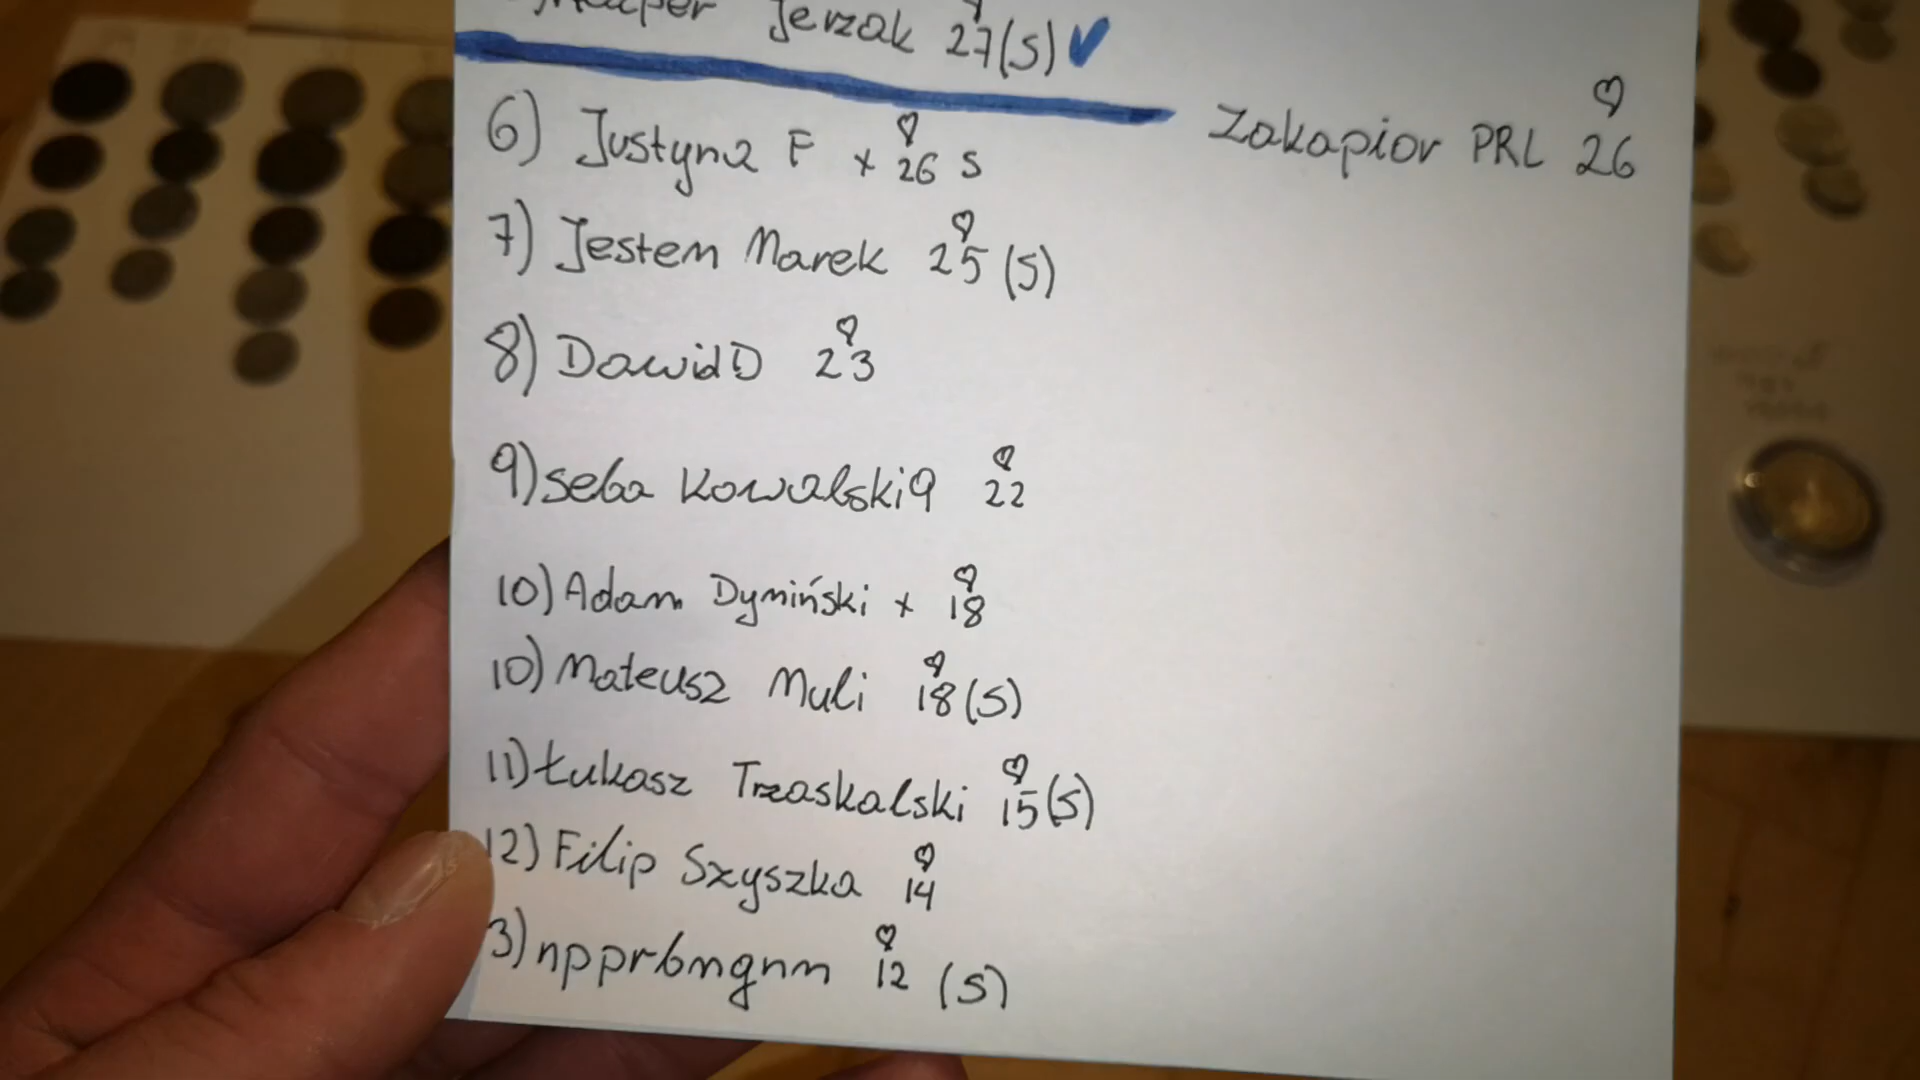 Jerzak 27(S) ✓
6) Justyna F x ♡ 26 S
Zakapior PRL ♡ 26
7) Jestem Marek ♡ 25 (S)
8) DawidD ♡ 23
9) seba Kowalski9 ♡ 22
10) Adam Dymiński x ♡ 18
10) Mateusz Muli ♡ 18 (S)
11) Łukasz Trzaskalski ♡ 15 (S)
12) Filip Szyszka ♡ 14
3) npprbmgnm ♡ 12 (S)